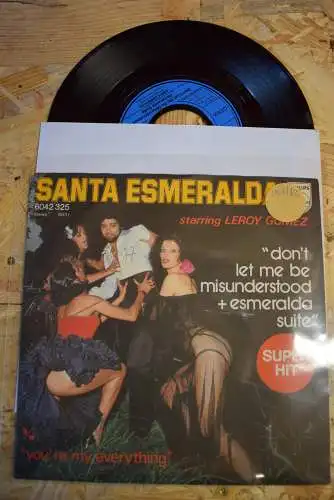 SANTA ESMERALDA
6042 325
starring LEROY GOMEZ
"don't
let me be
misunderstood
+ esmeralda
suite"
SUPER
HIT
"you're my everything"